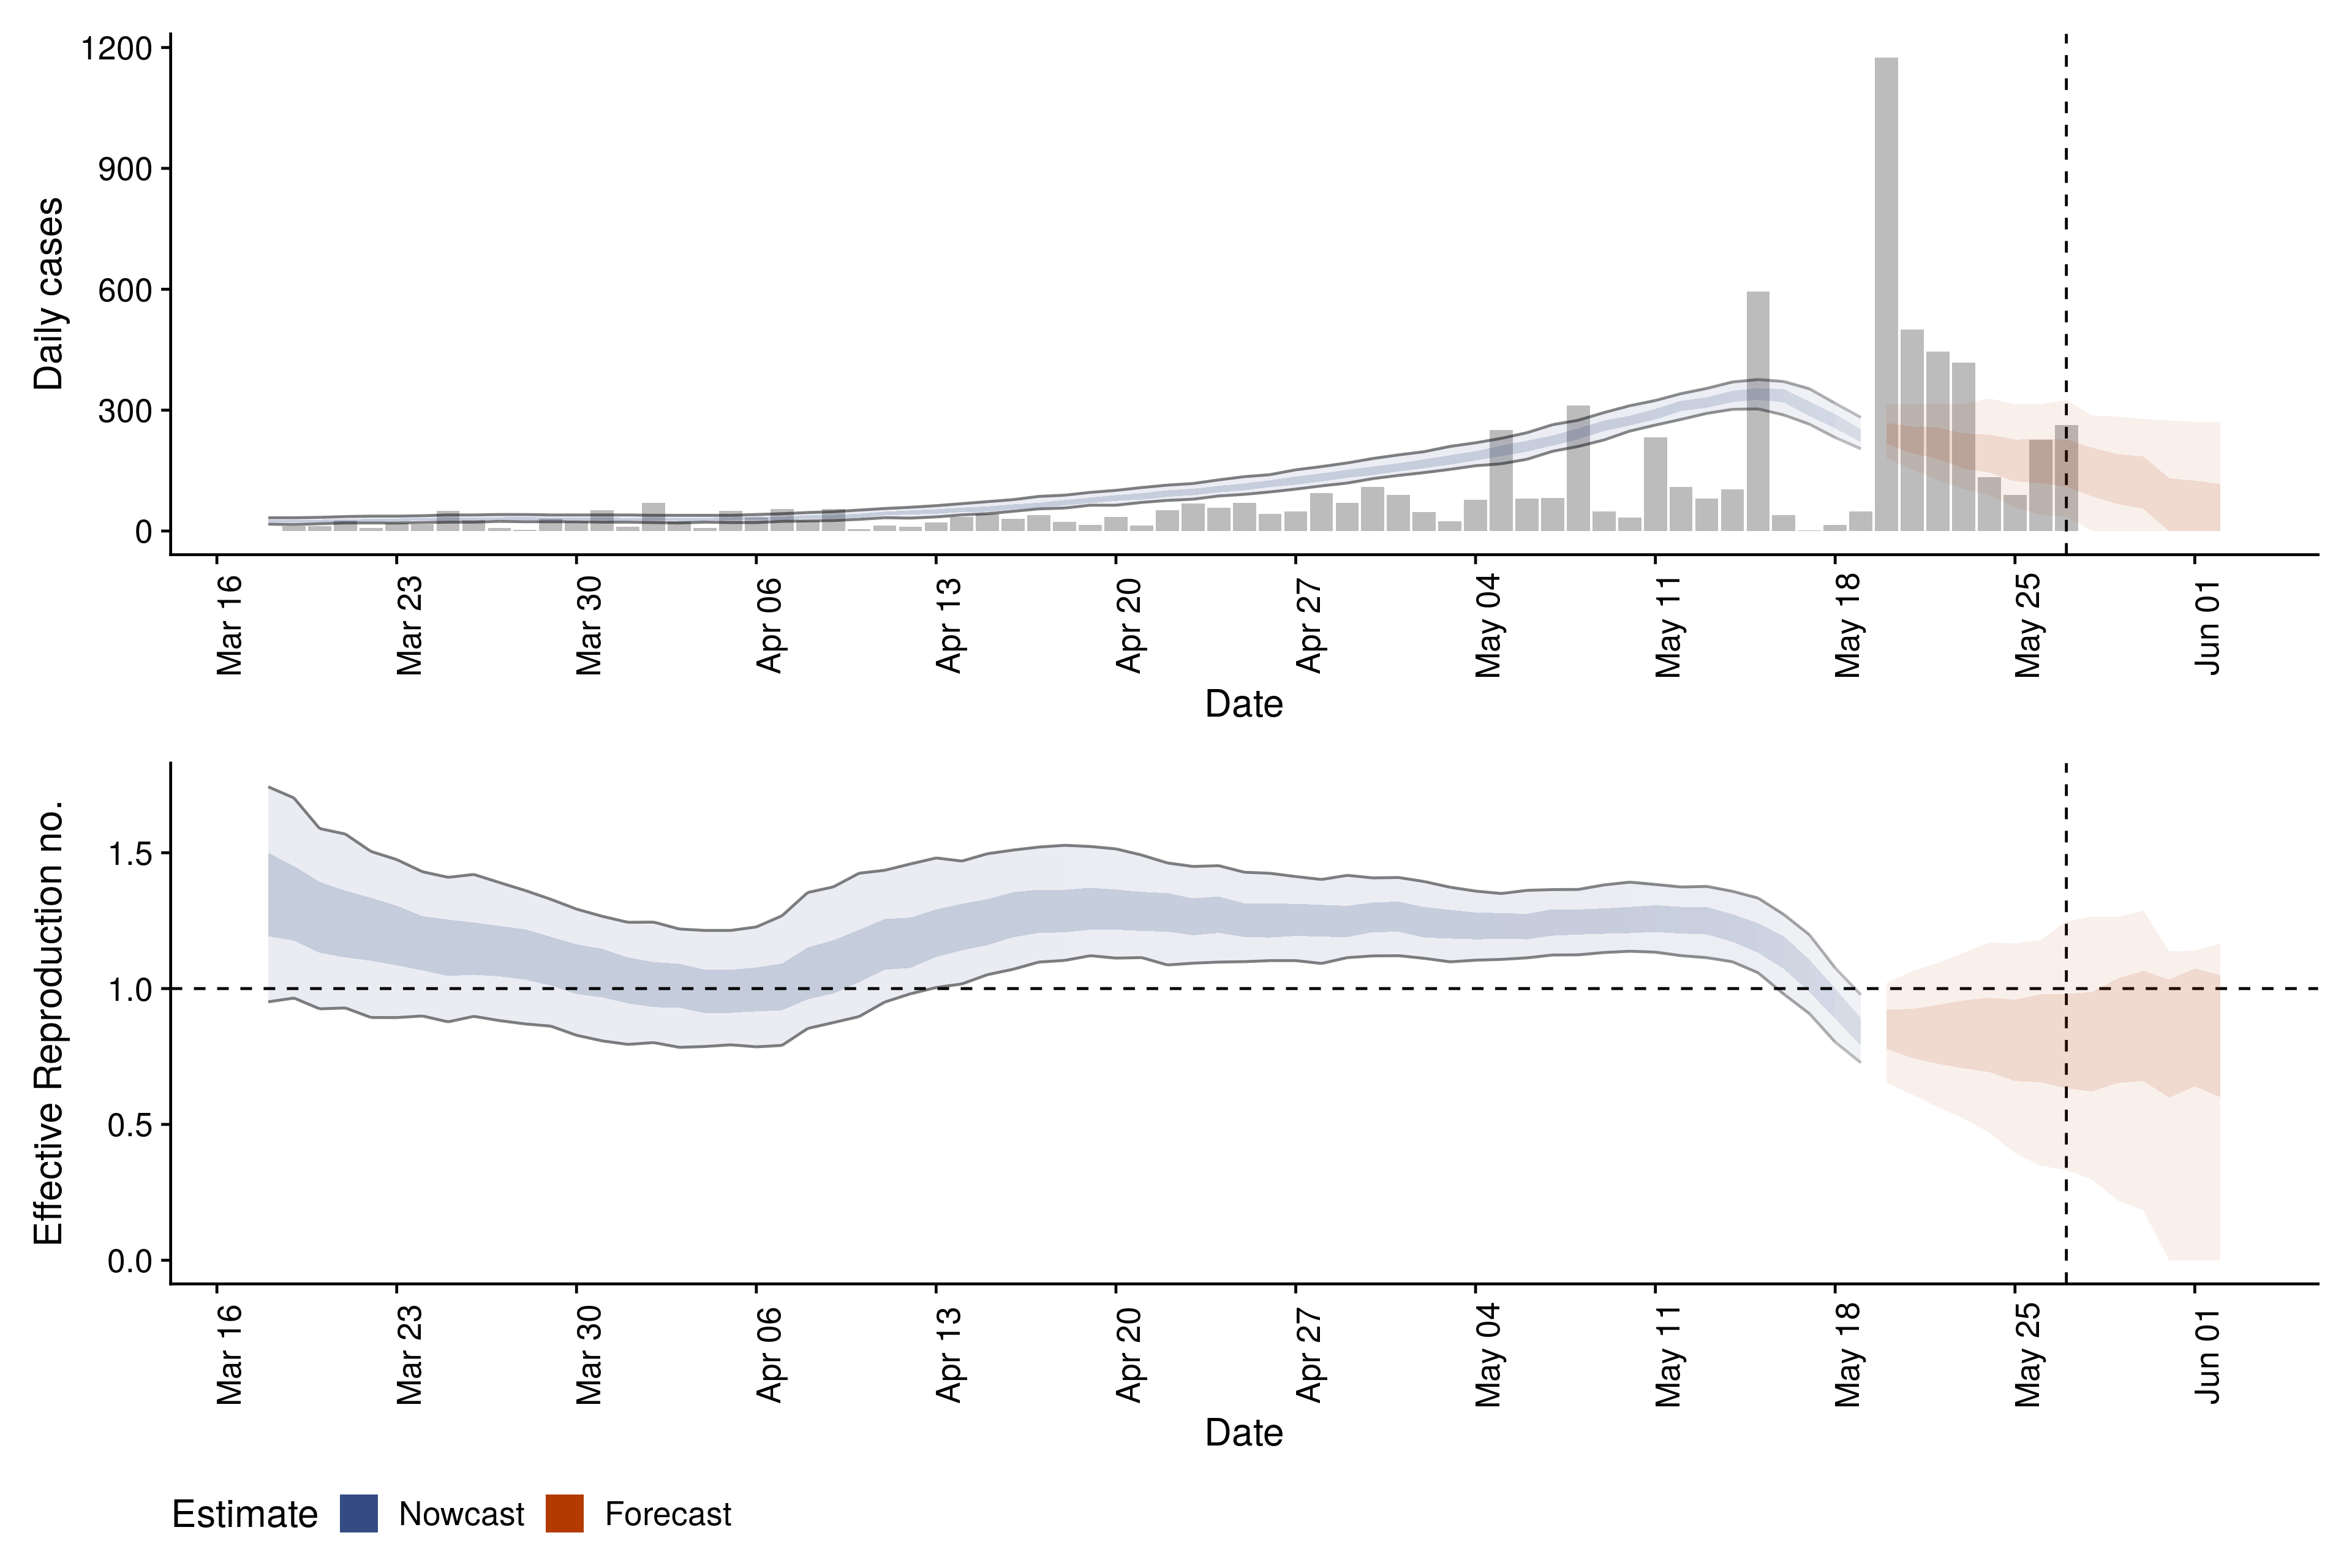 Daily cases
1200
900
600
300
0
Mar 16
Mar 23
Mar 30
Apr 06
Apr 13
Apr 20
Apr 27
May 04
May 11
May 18
May 25
Jun 01
Date
Effective Reproduction no.
1.5
1.0
0.5
0.0
Mar 16
Mar 23
Mar 30
Apr 06
Apr 13
Apr 20
Apr 27
May 04
May 11
May 18
May 25
Jun 01
Date
Estimate Nowcast Forecast